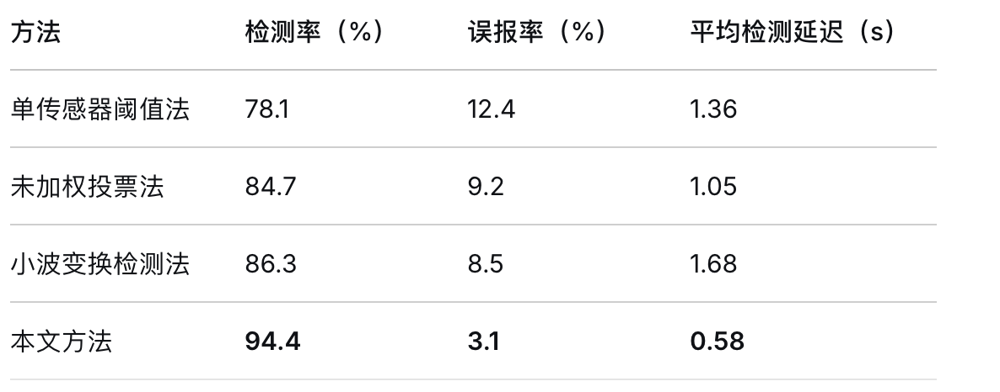 方法 检测率（%） 误报率（%） 平均检测延迟（s）
单传感器阈值法 78.1 12.4 1.36
未加权投票法 84.7 9.2 1.05
小波变换检测法 86.3 8.5 1.68
本文方法 94.4 3.1 0.58